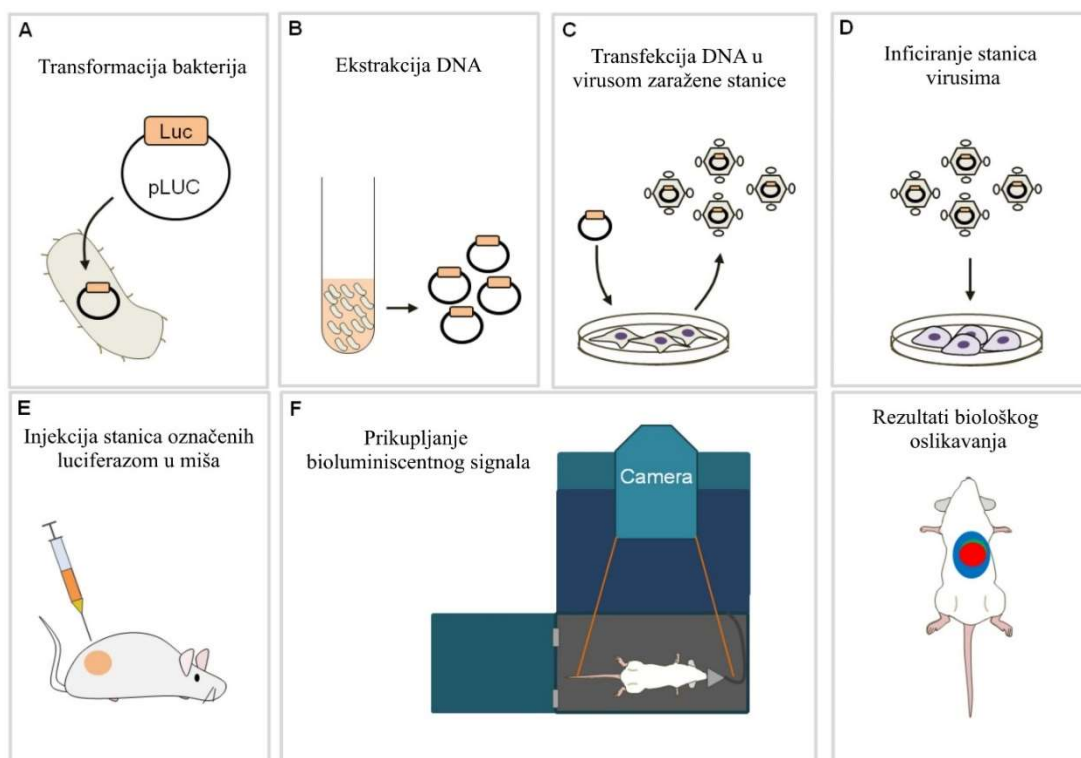 A
Transformacija bakterija
Luc
pLUC
B
Ekstrakcija DNA
C
Transfekcija DNA u
virusom zaražene stanice
D
Inficiranje stanica
virusima
E
Injekcija stanica označenih
luciferazom u miša
F
Prikupljanje
bioluminiscentnog signala
Camera
Rezultati biološkog
oslikavanja